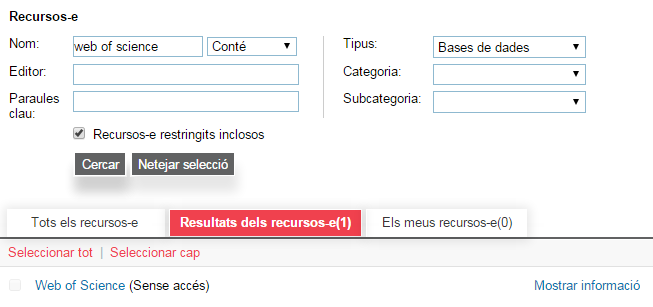 Recursos-e
Nom: web of science Conté Tipus: Bases de dades
Editor: Categoria:
Paraules clau: Subcategoria:
Recursos-e restringits inclosos
Cercar Netejar selecció
Tots els recursos-e Resultats dels recursos-e(1) Els meus recursos-e(0)
Seleccionar tot | Seleccionar cap
Web of Science (Sense accés) Mostrar informació